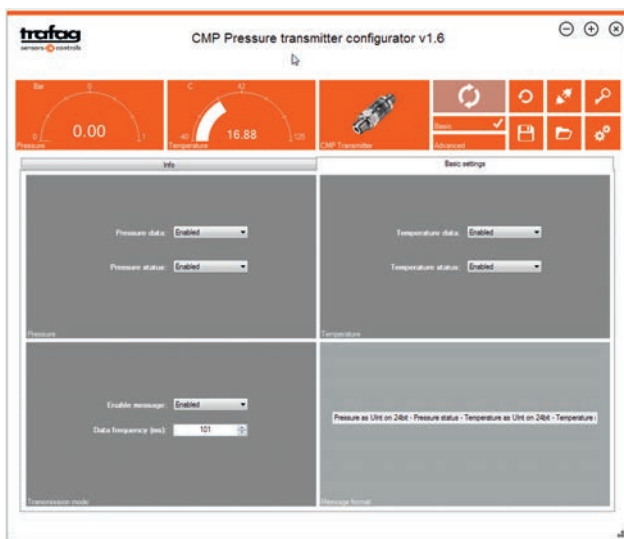 trafag
sensors & controls
CMP Pressure transmitter configurator v1.6
Bar
0
0
1
0.00
Pressure
C
42
-40
125
16.88
Temperature
CMP Transmitter
Basic
Advanced
Info
Basic settings
Pressure data: Enabled
Pressure status: Enabled
Pressure
Temperature data: Enabled
Temperature status: Enabled
Temperature
Enable message: Enabled
Data frequency (ms): 101
Transmission mode
Pressure as UInt on 24bit - Pressure status - Temperature as UInt on 24bit - Temperature
Message format